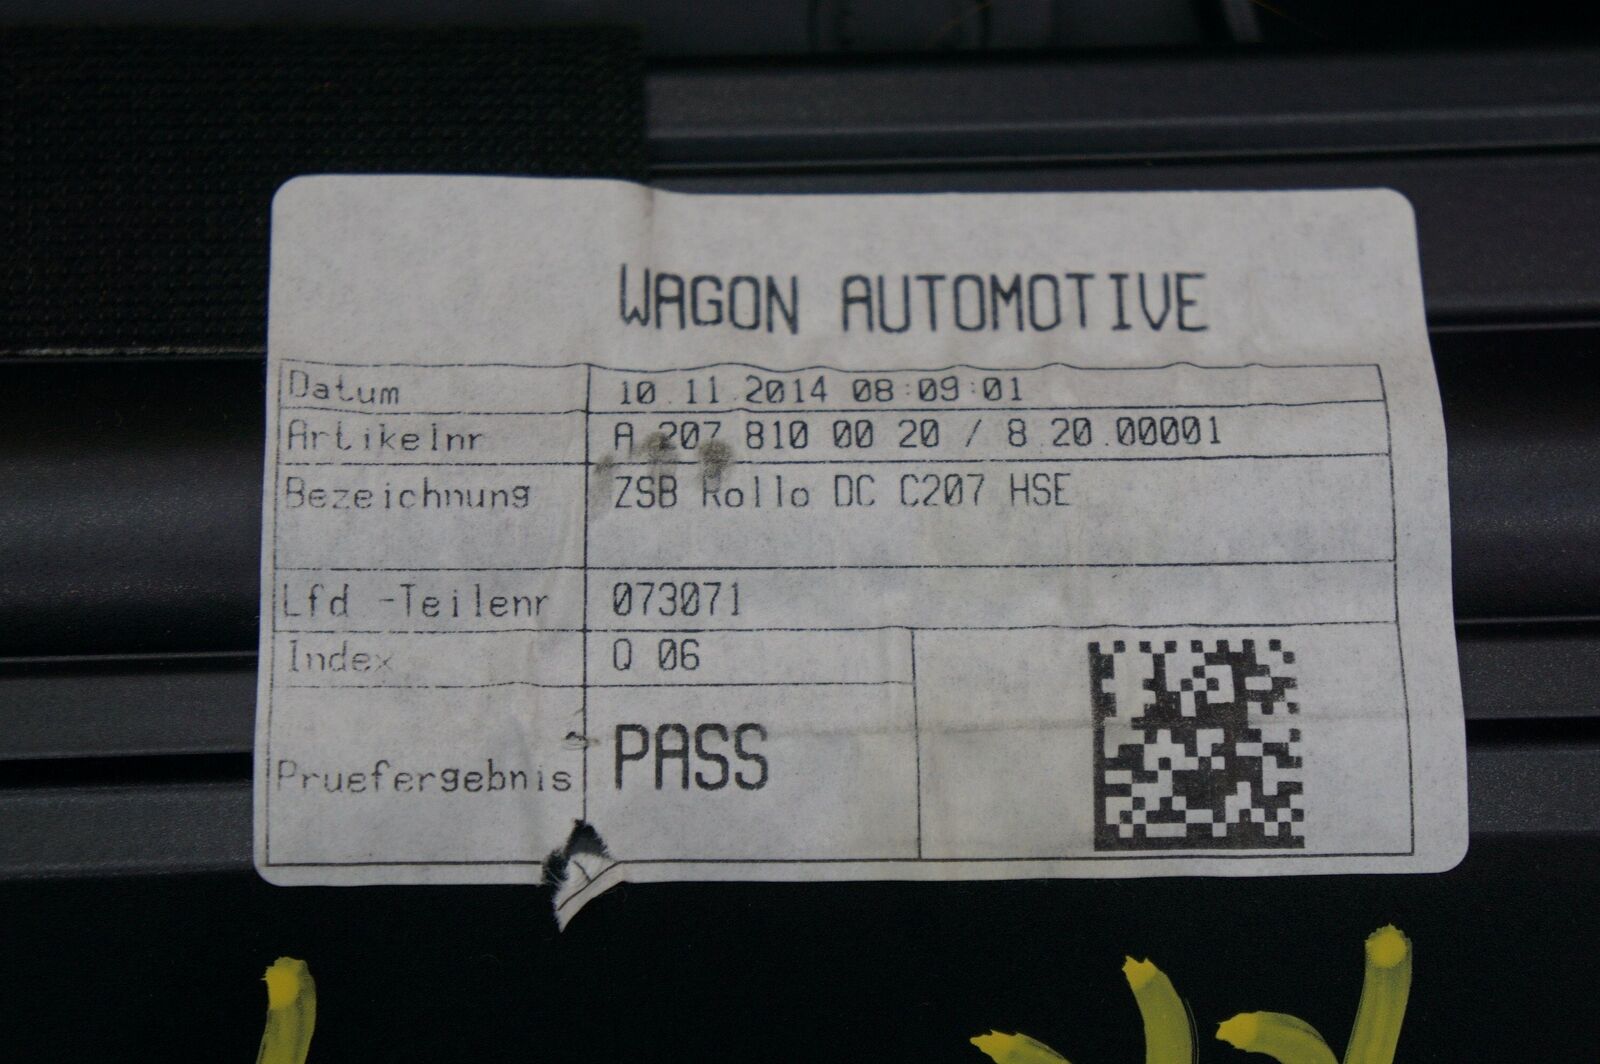 WAGON AUTOMOTIVE
Datum 10.11.2014 08:09:01
Artikelnr A 207 810 00 20 / 8.20.00001
Bezeichnung ZSB Rollo DC C207 HSE
Lfd.-Teilenr 073071
Index Q 06
Pruefergebnis PASS